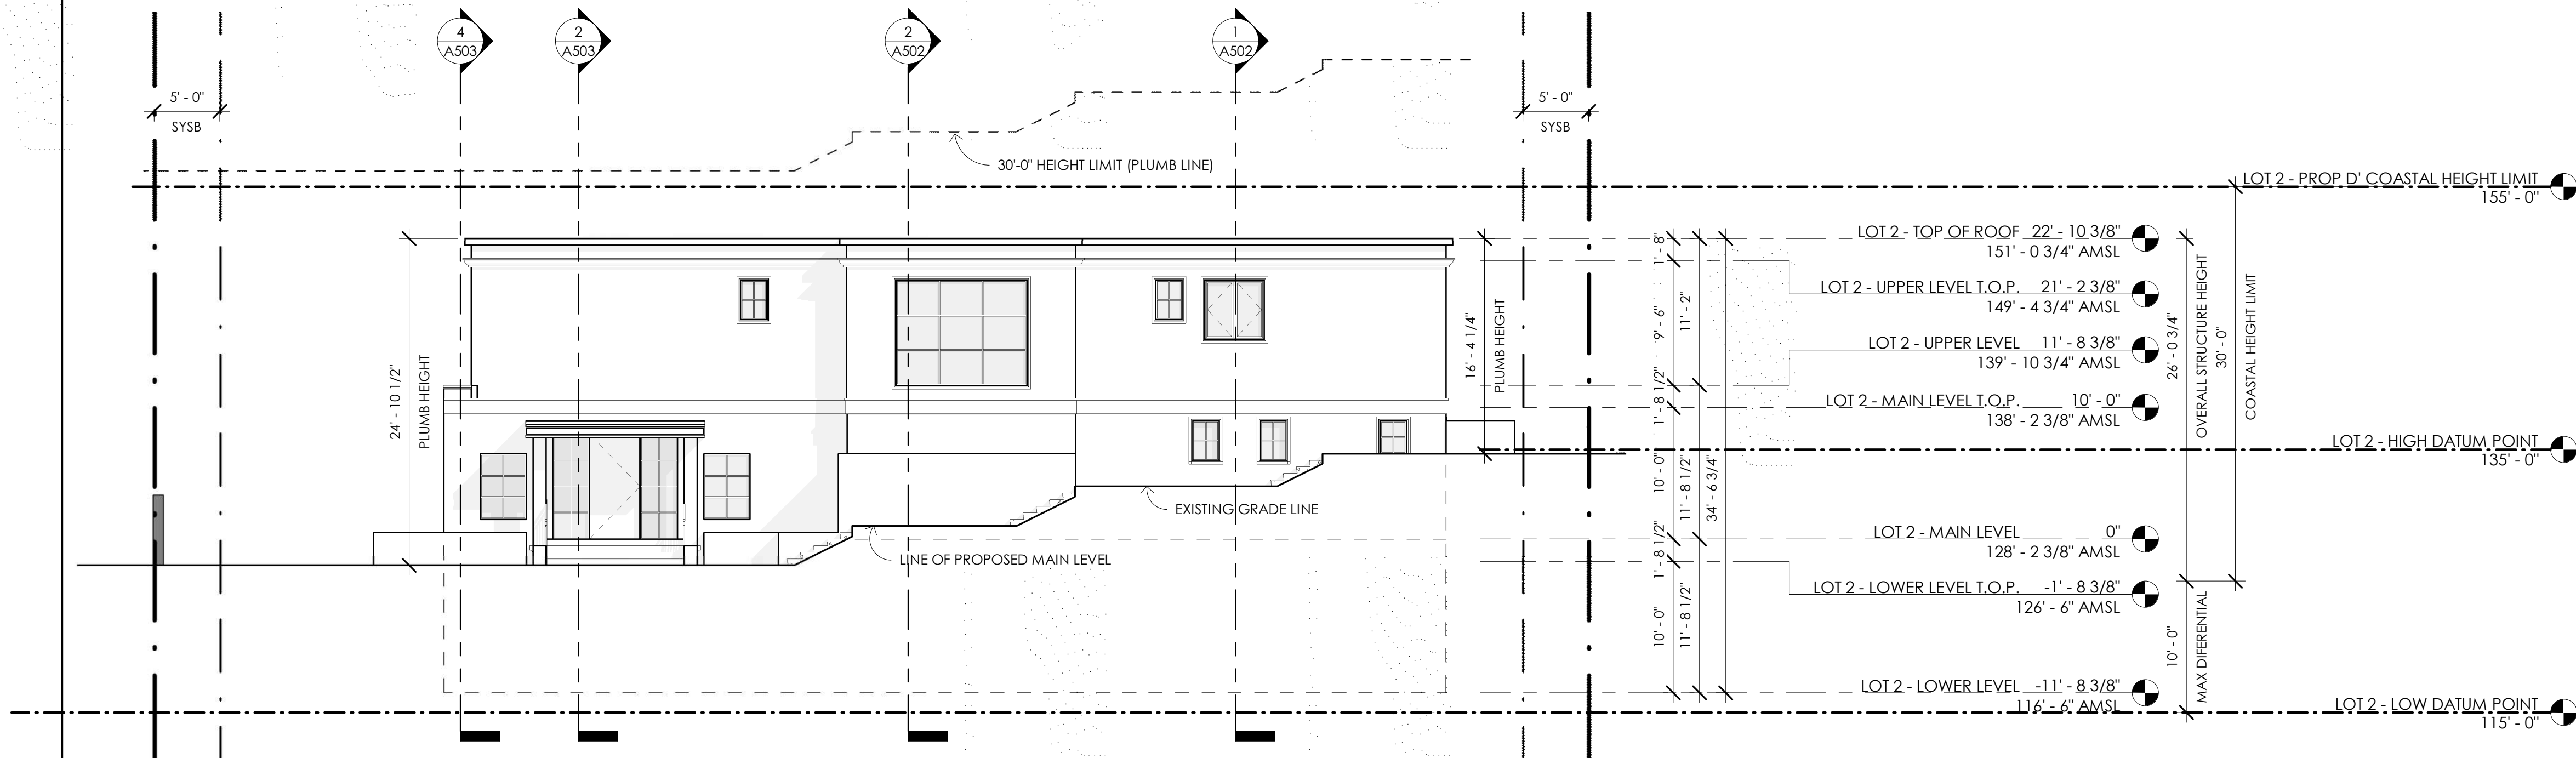 4
A503
2
A503
2
A502
1
A502
5' - 0"
SYSB
5' - 0"
SYSB
30'-0" HEIGHT LIMIT (PLUMB LINE)
LOT 2 - PROP D' COASTAL HEIGHT LIMIT
155' - 0"
LOT 2 - TOP OF ROOF 22' - 10 3/8"
151' - 0 3/4" AMSL
LOT 2 - UPPER LEVEL T.O.P. 21' - 2 3/8"
149' - 4 3/4" AMSL
LOT 2 - UPPER LEVEL 11' - 8 3/8"
139' - 10 3/4" AMSL
LOT 2 - MAIN LEVEL T.O.P. 10' - 0"
138' - 2 3/8" AMSL
LOT 2 - HIGH DATUM POINT
135' - 0"
LOT 2 - MAIN LEVEL 0"
128' - 2 3/8" AMSL
LOT 2 - LOWER LEVEL T.O.P. -1' - 8 3/8"
126' - 6" AMSL
LOT 2 - LOWER LEVEL -11' - 8 3/8"
116' - 6" AMSL
LOT 2 - LOW DATUM POINT
115' - 0"
24' - 10 1/2"
PLUMB HEIGHT
16' - 4 1/4"
PLUMB HEIGHT
EXISTING GRADE LINE
LINE OF PROPOSED MAIN LEVEL
1' - 8"
9' - 6"
1' - 8 1/2"
10' - 0"
1' - 8 1/2"
10' - 0"
11' - 2"
11' - 8 1/2"
11' - 8 1/2"
34' - 6 3/4"
26' - 0 3/4"
OVERALL STRUCTURE HEIGHT
30' - 0"
COASTAL HEIGHT LIMIT
10' - 0"
MAX DIFERENTIAL